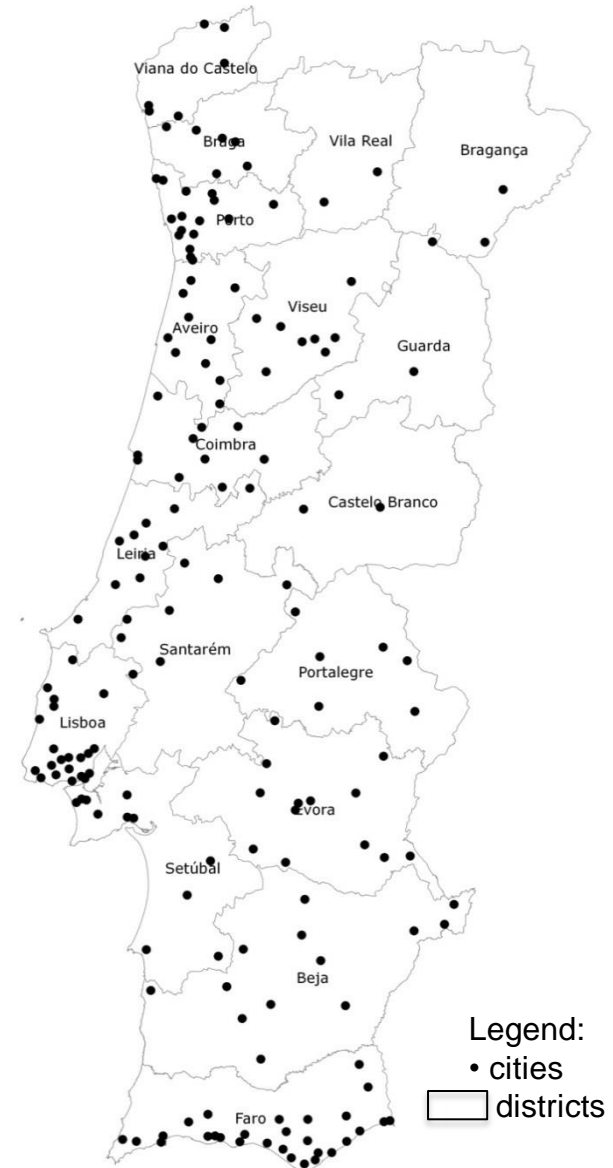 Viana do Castelo
Braga
Vila Real
Bragança
Porto
Viseu
Aveiro
Guarda
Coimbra
Castelo Branco
Leiria
Santarém
Portalegre
Lisboa
Évora
Setúbal
Beja
Faro
Legend:
• cities
districts